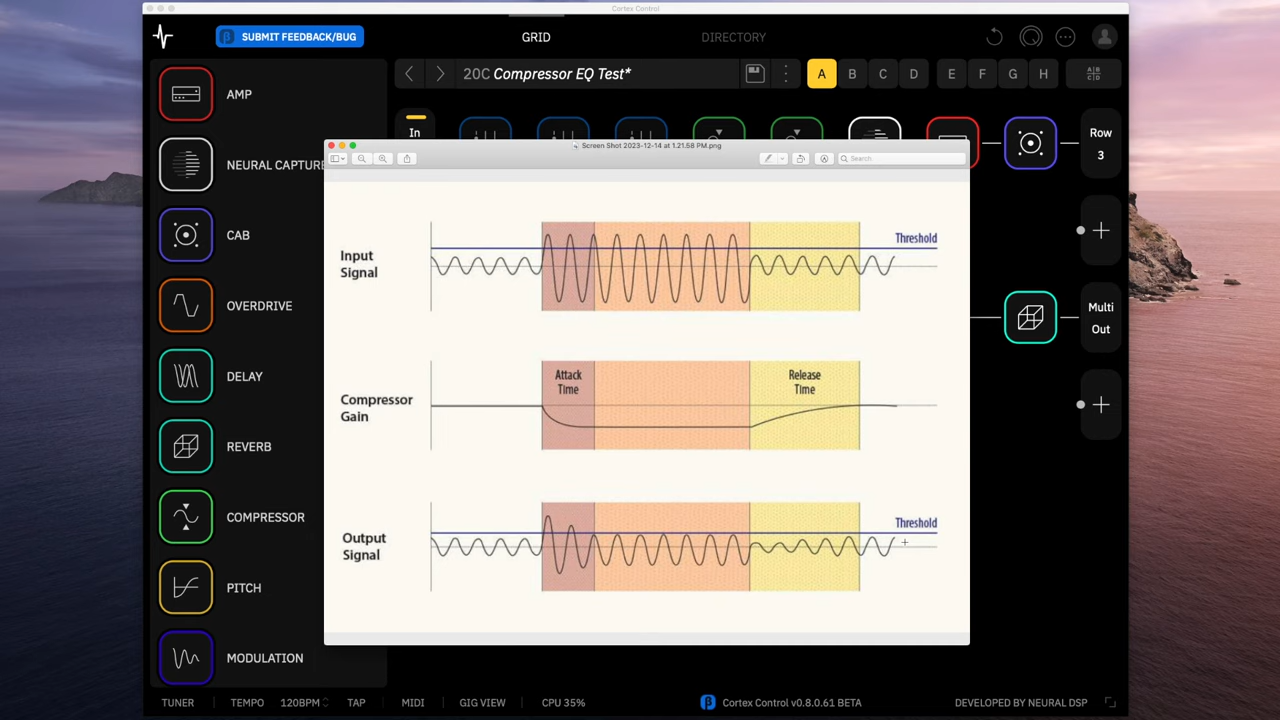 Cortex Control
SUBMIT FEEDBACK/BUG
GRID
DIRECTORY
20C Compressor EQ Test*
A
B
C
D
E
F
G
H
A B
C D
AMP
NEURAL CAPTURE
CAB
OVERDRIVE
DELAY
REVERB
COMPRESSOR
PITCH
MODULATION
In
Row
3
Multi
Out
Screen Shot 2023-12-14 at 1.21.58 PM.png
Search
Input
Signal
Threshold
Compressor
Gain
Attack
Time
Release
Time
Output
Signal
Threshold
TUNER
TEMPO
120BPM
TAP
MIDI
GIG VIEW
CPU 35%
Cortex Control v0.8.0.61 BETA
DEVELOPED BY NEURAL DSP